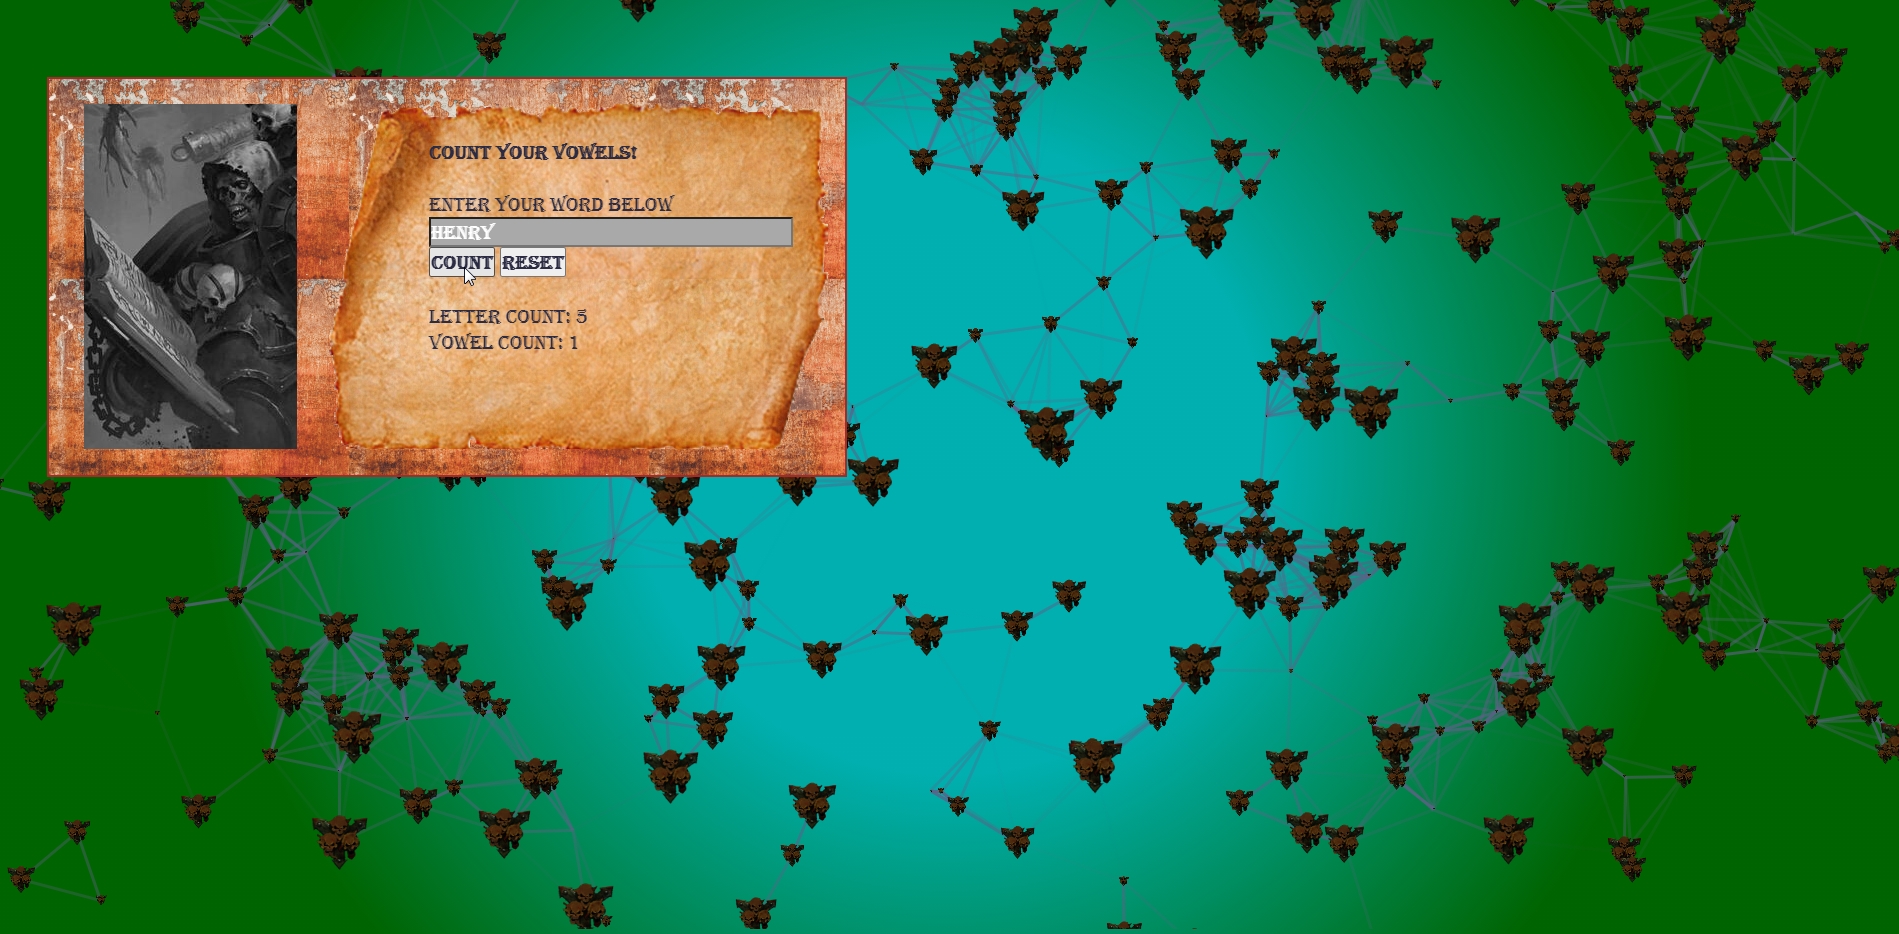 COUNT YOUR VOWELS!
ENTER YOUR WORD BELOW
HENRY
COUNT RESET
LETTER COUNT: 5
VOWEL COUNT: 1